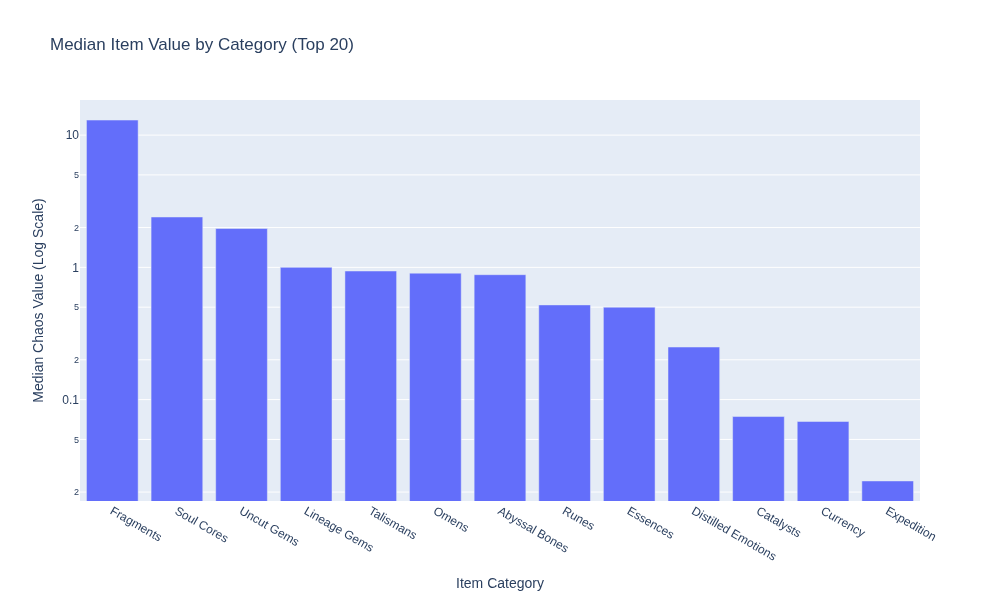 Median Item Value by Category (Top 20)
Median Chaos Value (Log Scale)
10
5
2
1
5
2
0.1
5
2
Fragments
Soul Cores
Uncut Gems
Lineage Gems
Talismans
Omens
Abyssal Bones
Runes
Essences
Distilled Emotions
Catalysts
Currency
Expedition
Item Category